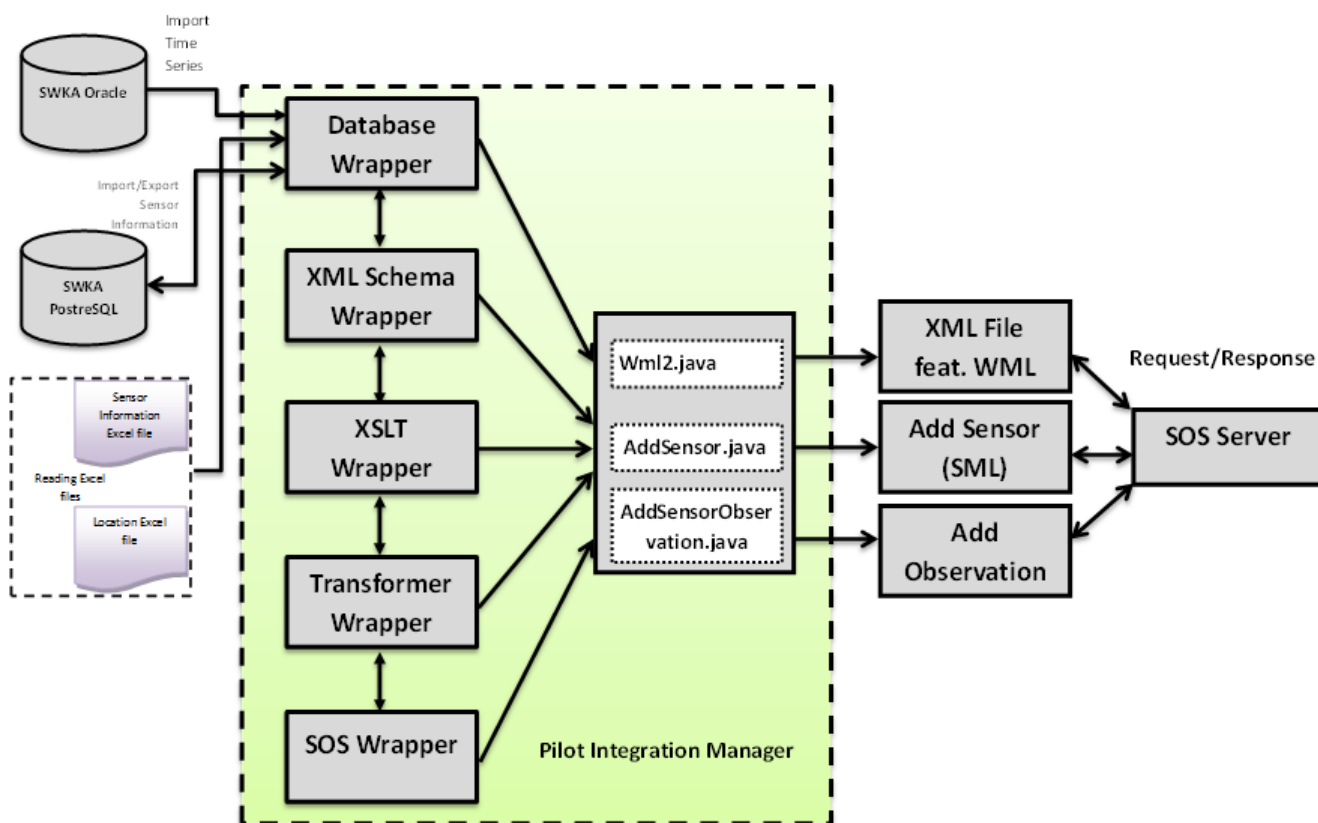 Import
Time
Series
SWKA Oracle
Import/Export
Sensor
Information
SWKA
PostreSQL
Sensor
Information
Excel file
Reading Excel
files
Location Excel
file
Database
Wrapper
XML Schema
Wrapper
XSLT
Wrapper
Transformer
Wrapper
SOS Wrapper
Wml2.java
AddSensor.java
AddSensorObser
vation.java
Pilot Integration Manager
XML File
feat. WML
Add Sensor
(SML)
Add
Observation
Request/Response
SOS Server